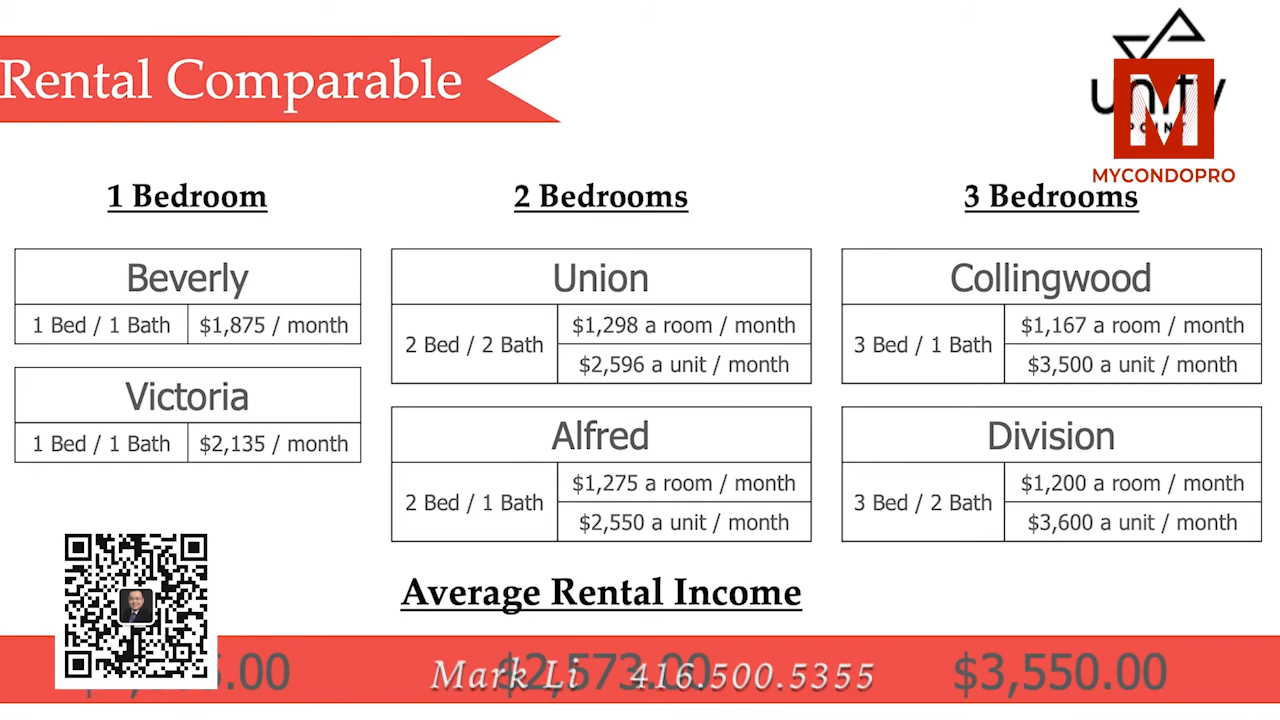 Rental Comparable
unity
POINT
M
MYCONDOPRO
1 Bedroom
2 Bedrooms
3 Bedrooms
Beverly
1 Bed / 1 Bath
$1,875 / month
Victoria
1 Bed / 1 Bath
$2,135 / month
Union
2 Bed / 2 Bath
$1,298 a room / month
$2,596 a unit / month
Alfred
2 Bed / 1 Bath
$1,275 a room / month
$2,550 a unit / month
Collingwood
3 Bed / 1 Bath
$1,167 a room / month
$3,500 a unit / month
Division
3 Bed / 2 Bath
$1,200 a room / month
$3,600 a unit / month
Average Rental Income
$2,573.00
Mark Li 416.500.5355
$3,550.00